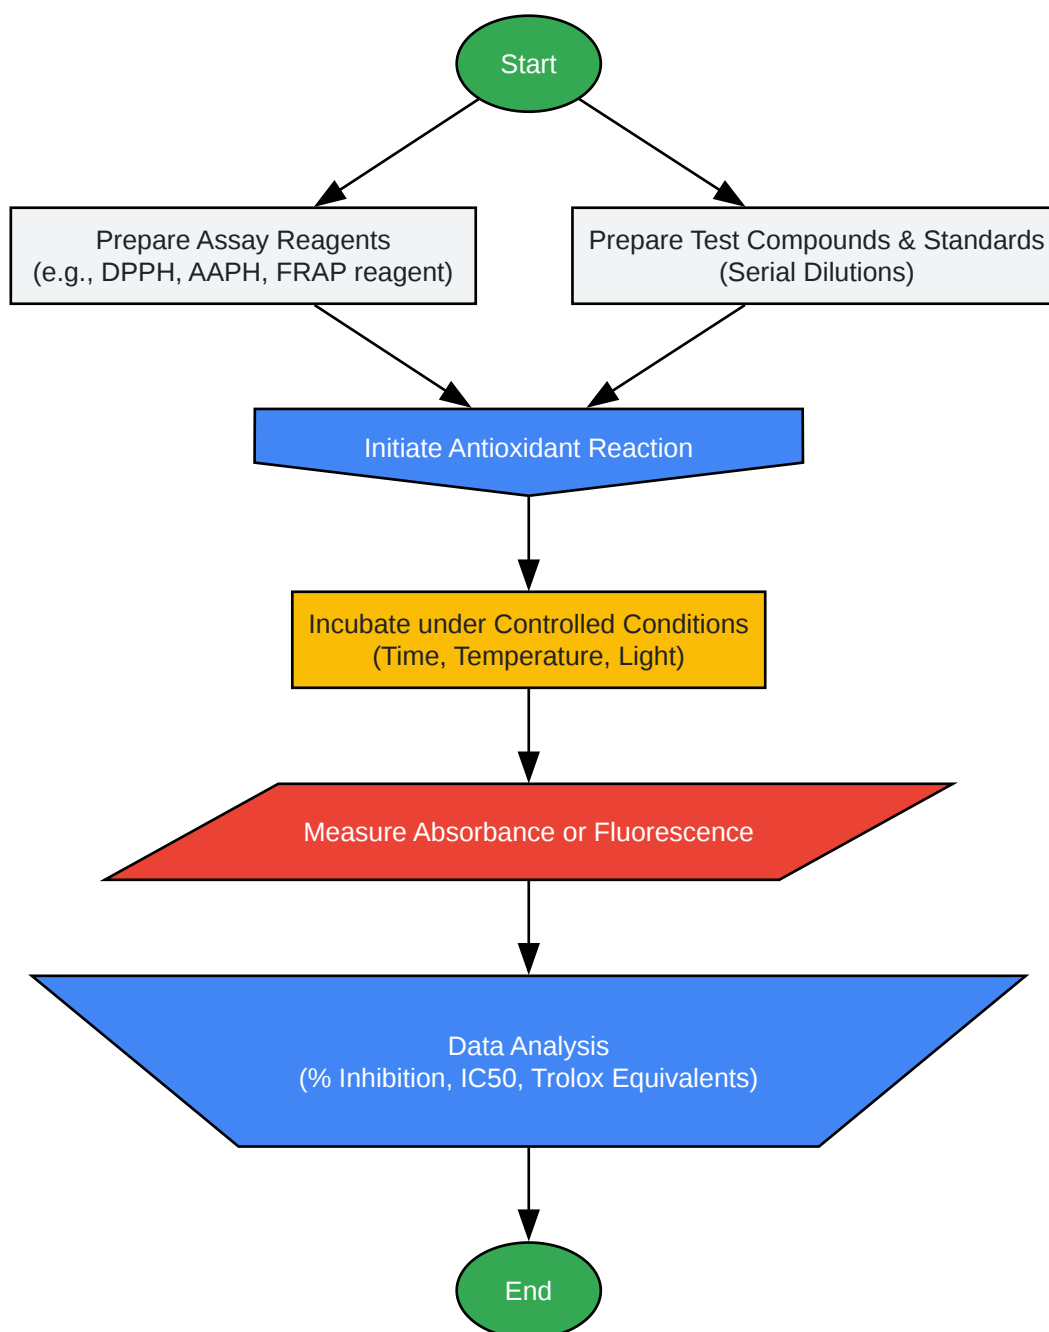 Start
Prepare Assay Reagents
(e.g., DPPH, AAPH, FRAP reagent)
Prepare Test Compounds & Standards
(Serial Dilutions)
Initiate Antioxidant Reaction
Incubate under Controlled Conditions
(Time, Temperature, Light)
Measure Absorbance or Fluorescence
Data Analysis
(% Inhibition, IC50, Trolox Equivalents)
End